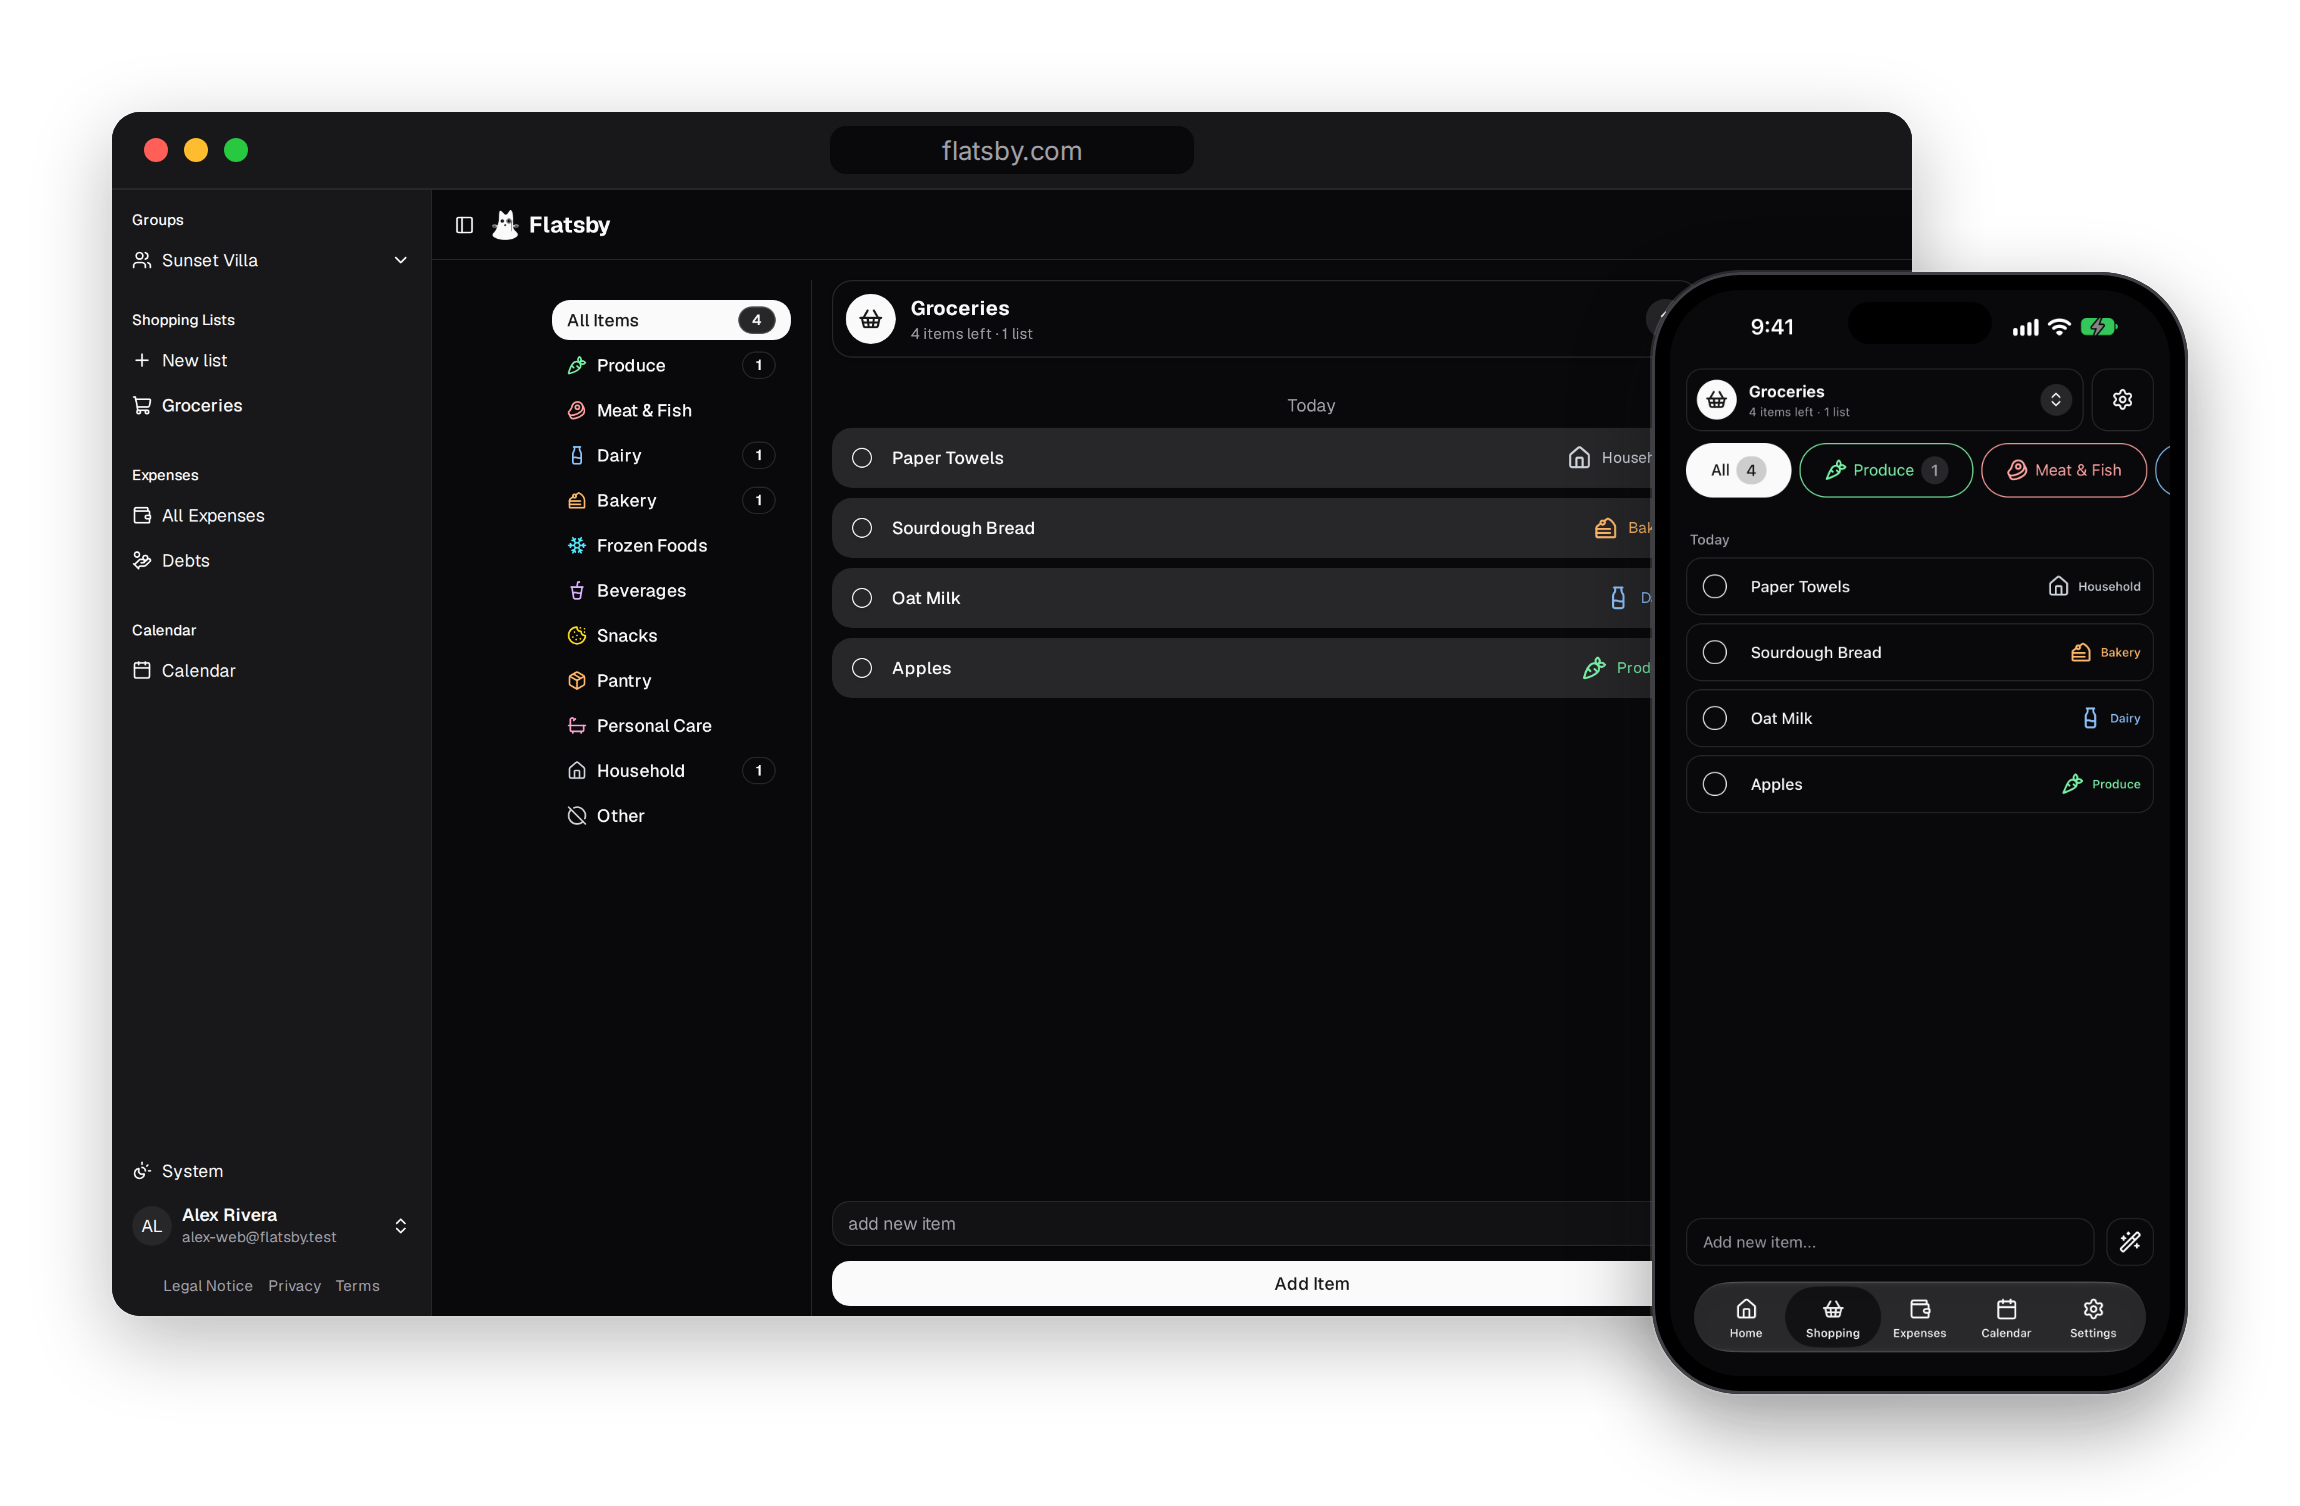 flatsby.com
Groups
Sunset Villa
Shopping Lists
New list
Groceries
Expenses
All Expenses
Debts
Calendar
Calendar
System
AL
Alex Rivera
alex-web@flatsby.test
Legal Notice Privacy Terms
Flatsby
All Items 4
Produce 1
Meat & Fish
Dairy 1
Bakery 1
Frozen Foods
Beverages
Snacks
Pantry
Personal Care
Household 1
Other
Groceries
4 items left · 1 list
Today
Paper Towels Househ
Sourdough Bread Bak
Oat Milk D
Apples Prod
add new item
Add Item
9:41
Groceries
4 items left · 1 list
All 4 Produce 1 Meat & Fish
Today
Paper Towels Household
Sourdough Bread Bakery
Oat Milk Dairy
Apples Produce
Add new item...
Home Shopping Expenses Calendar Settings